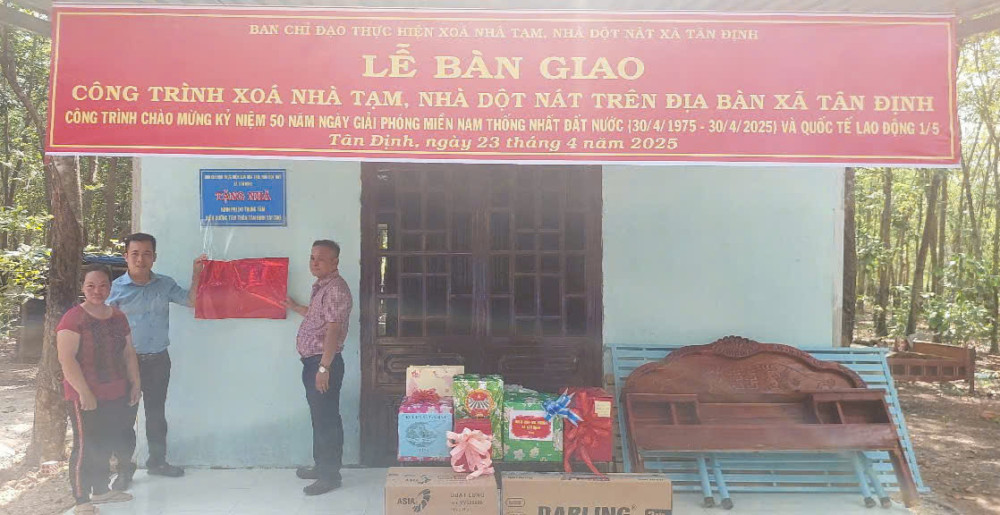 BAN CHỈ ĐẠO THỰC HIỆN XOÁ NHÀ TẠM, NHÀ DỘT NÁT XÃ TÂN ĐỊNH
LỄ BÀN GIAO
CÔNG TRÌNH XOÁ NHÀ TẠM, NHÀ DỘT NÁT TRÊN ĐỊA BÀN XÃ TÂN ĐỊNH
CÔNG TRÌNH CHÀO MỪNG KỶ NIỆM 50 NĂM NGÀY GIẢI PHÓNG MIỀN NAM THỐNG NHẤT ĐẤT NƯỚC (30/4/1975 - 30/4/2025) VÀ QUỐC TẾ LAO ĐỘNG 1/5
Tân Định, ngày 23 tháng 4 năm 2025
ASIA
DARLING